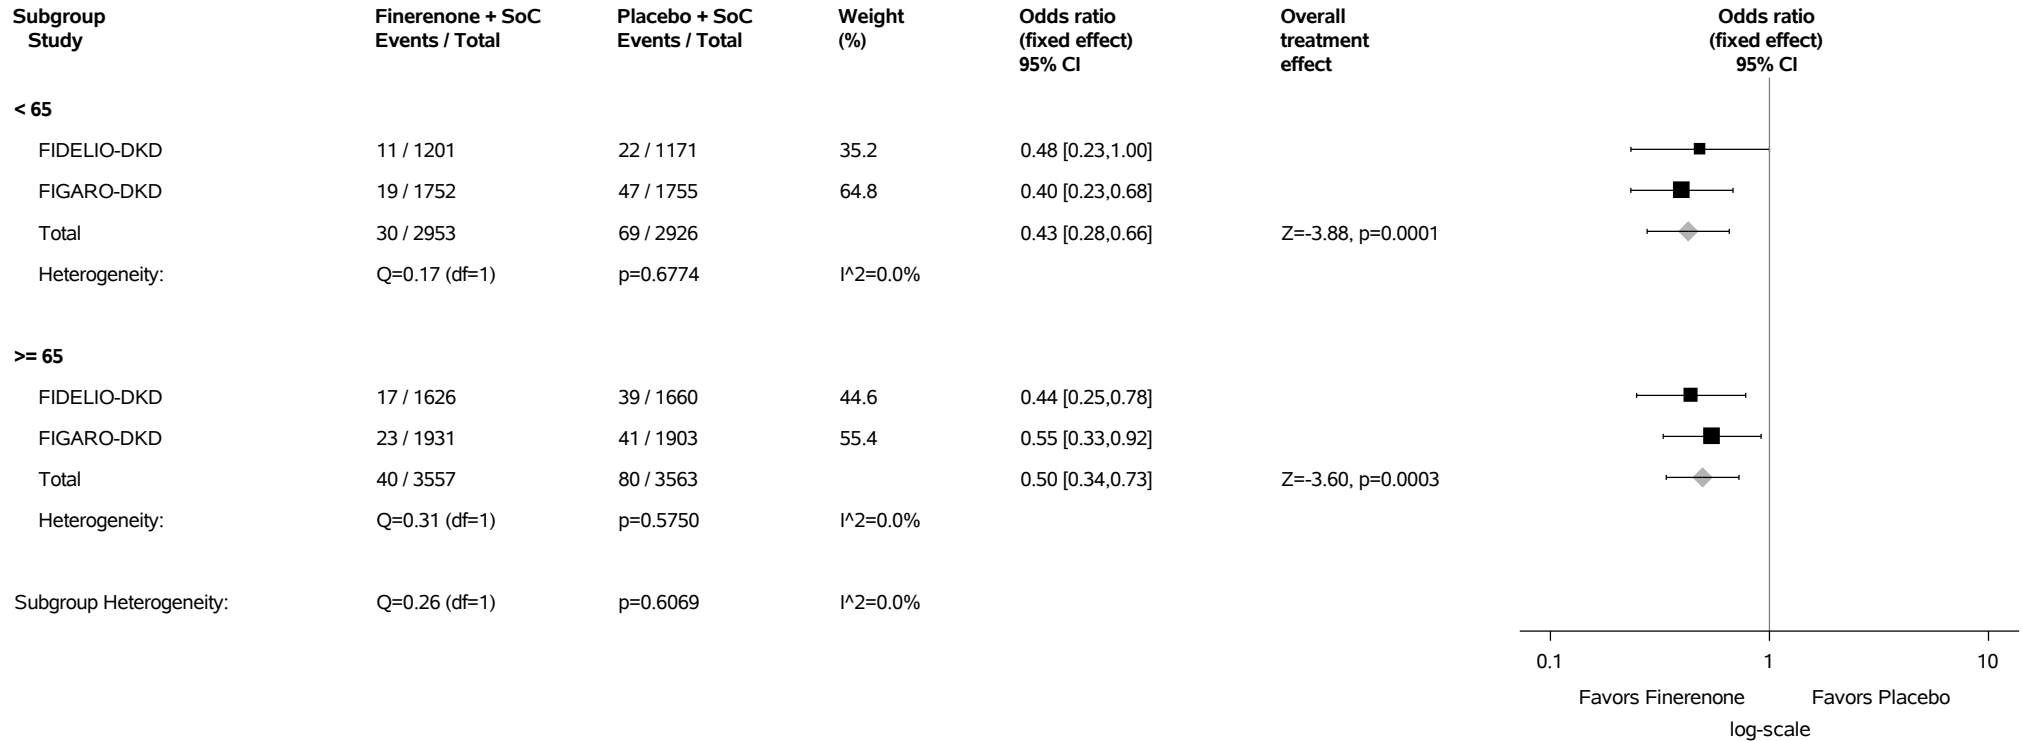 Subgroup Finerenone + SoC Placebo + SoC Weight Odds ratio Overall Odds ratio
Study Events / Total Events / Total (%) (fixed effect) treatment (fixed effect)
95% CI effect 95% CI
< 65
FIDELIO-DKD 11 / 1201 22 / 1171 35.2 0.48 [0.23,1.00]
FIGARO-DKD 19 / 1752 47 / 1755 64.8 0.40 [0.23,0.68]
Total 30 / 2953 69 / 2926 0.43 [0.28,0.66] Z=-3.88, p=0.0001
Heterogeneity: Q=0.17 (df=1) p=0.6774 I^2=0.0%
>= 65
FIDELIO-DKD 17 / 1626 39 / 1660 44.6 0.44 [0.25,0.78]
FIGARO-DKD 23 / 1931 41 / 1903 55.4 0.55 [0.33,0.92]
Total 40 / 3557 80 / 3563 0.50 [0.34,0.73] Z=-3.60, p=0.0003
Heterogeneity: Q=0.31 (df=1) p=0.5750 I^2=0.0%
Subgroup Heterogeneity: Q=0.26 (df=1) p=0.6069 I^2=0.0%
0.1 1 10
Favors Finerenone Favors Placebo
log-scale